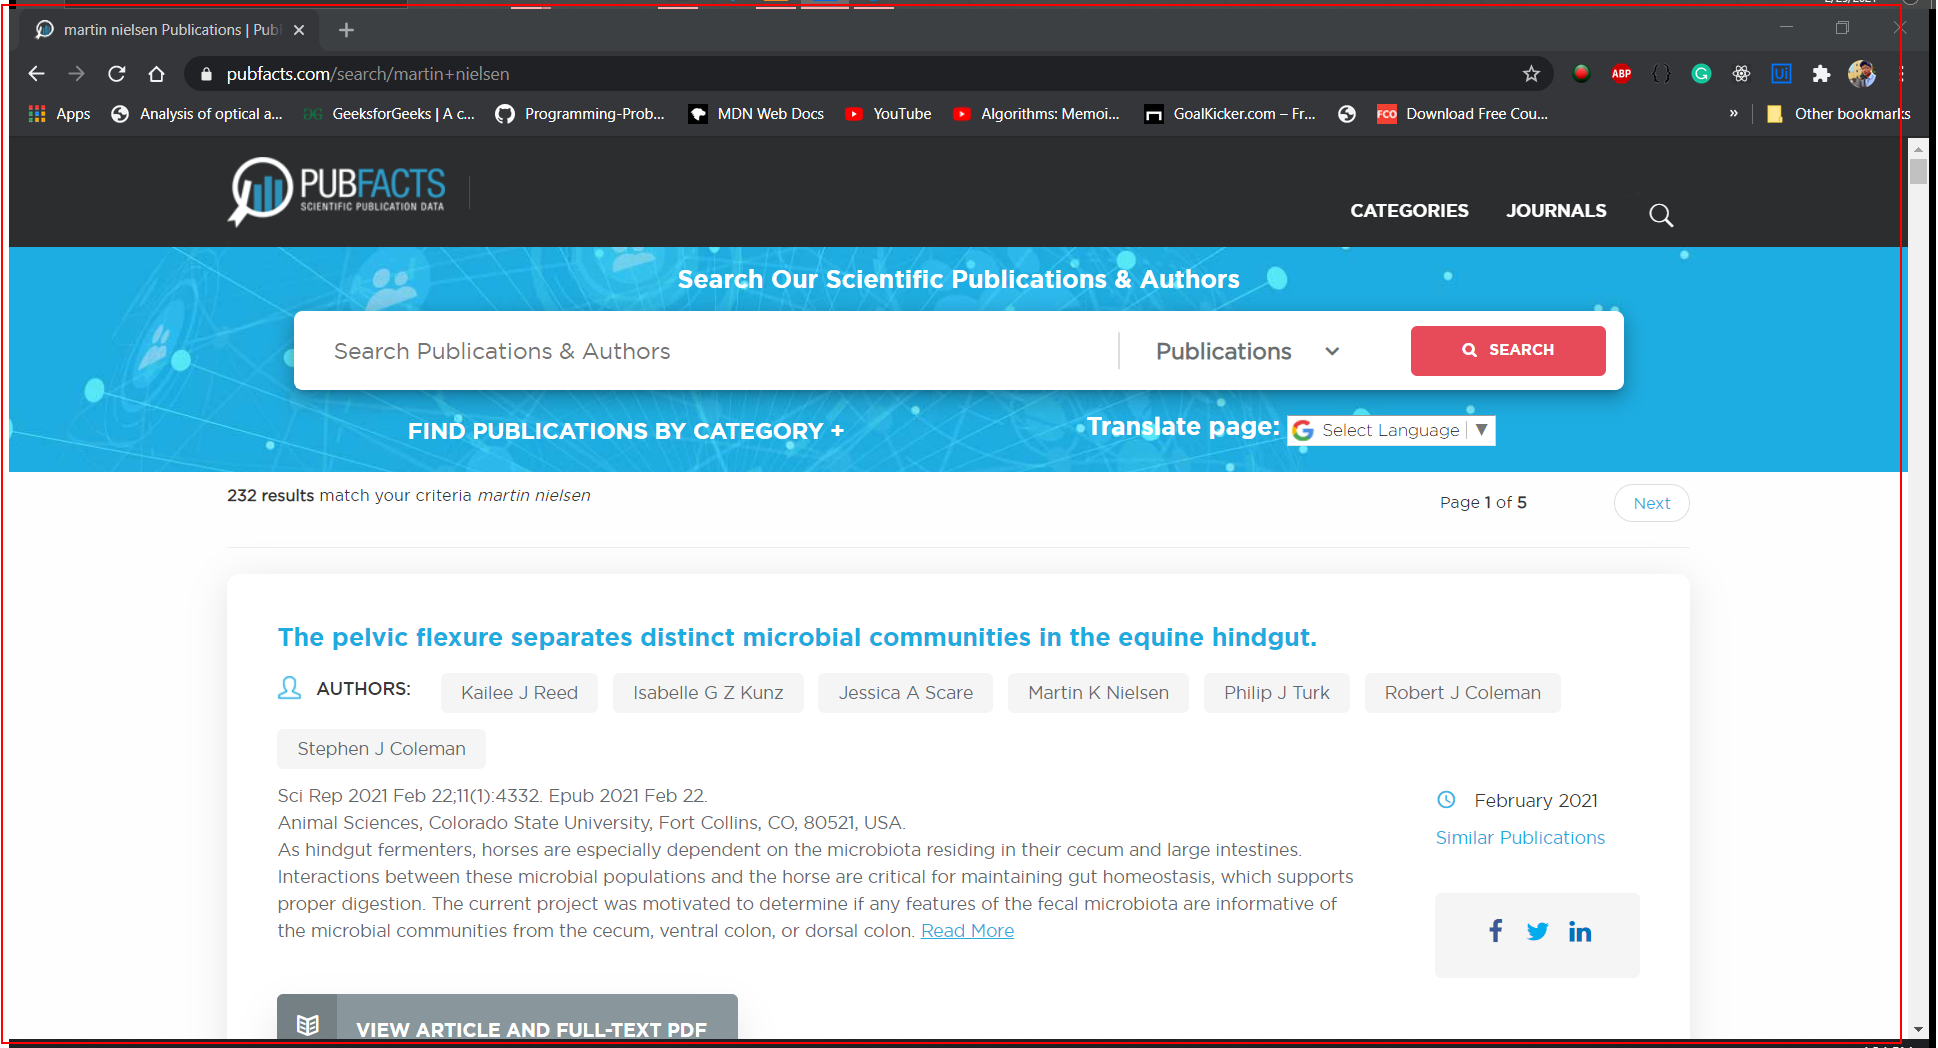 martin nielsen Publications | Publ
pubfacts.com/search/martin+nielsen
ABP
{}
G
Ui
Apps
Analysis of optical a...
GeeksforGeeks | A c...
Programming-Prob...
MDN Web Docs
YouTube
Algorithms: Memoi...
GoalKicker.com – Fr...
FCO
Download Free Cou...
»
Other bookmarks
PUBFACTS
SCIENTIFIC PUBLICATION DATA
CATEGORIES
JOURNALS
Search Our Scientific Publications & Authors
Search Publications & Authors
Publications
SEARCH
FIND PUBLICATIONS BY CATEGORY +
Translate page:
G Select Language ▼
232 results match your criteria martin nielsen
Page 1 of 5
Next
The pelvic flexure separates distinct microbial communities in the equine hindgut.
AUTHORS: Kailee J Reed Isabelle G Z Kunz Jessica A Scare Martin K Nielsen Philip J Turk Robert J Coleman
Stephen J Coleman
Sci Rep 2021 Feb 22;11(1):4332. Epub 2021 Feb 22.
Animal Sciences, Colorado State University, Fort Collins, CO, 80521, USA.
As hindgut fermenters, horses are especially dependent on the microbiota residing in their cecum and large intestines.
Interactions between these microbial populations and the horse are critical for maintaining gut homeostasis, which supports
proper digestion. The current project was motivated to determine if any features of the fecal microbiota are informative of
the microbial communities from the cecum, ventral colon, or dorsal colon. Read More
February 2021
Similar Publications
f
in
VIEW ARTICLE AND FULL-TEXT PDF